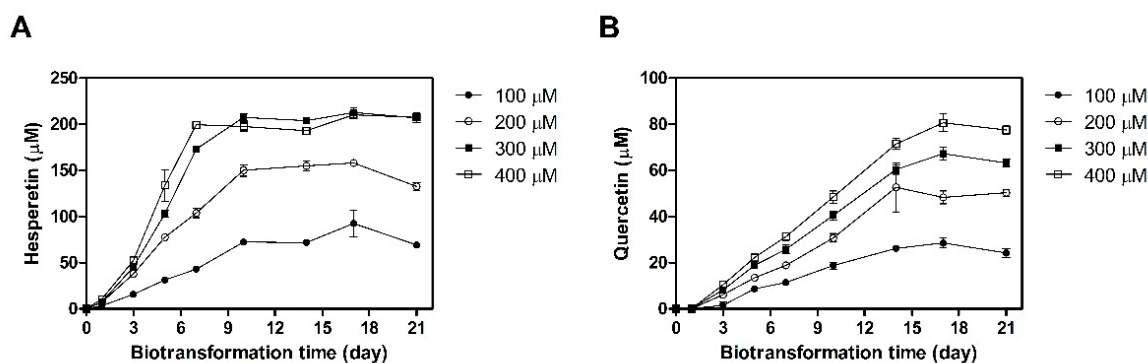 A
B
Hesperetin (μM)
250
200
150
100
50
0
0 3 6 9 12 15 18 21
Biotransformation time (day)
100 μM
200 μM
300 μM
400 μM
Quercetin (μM)
100
80
60
40
20
0
0 3 6 9 12 15 18 21
Biotransformation time (day)
100 μM
200 μM
300 μM
400 μM